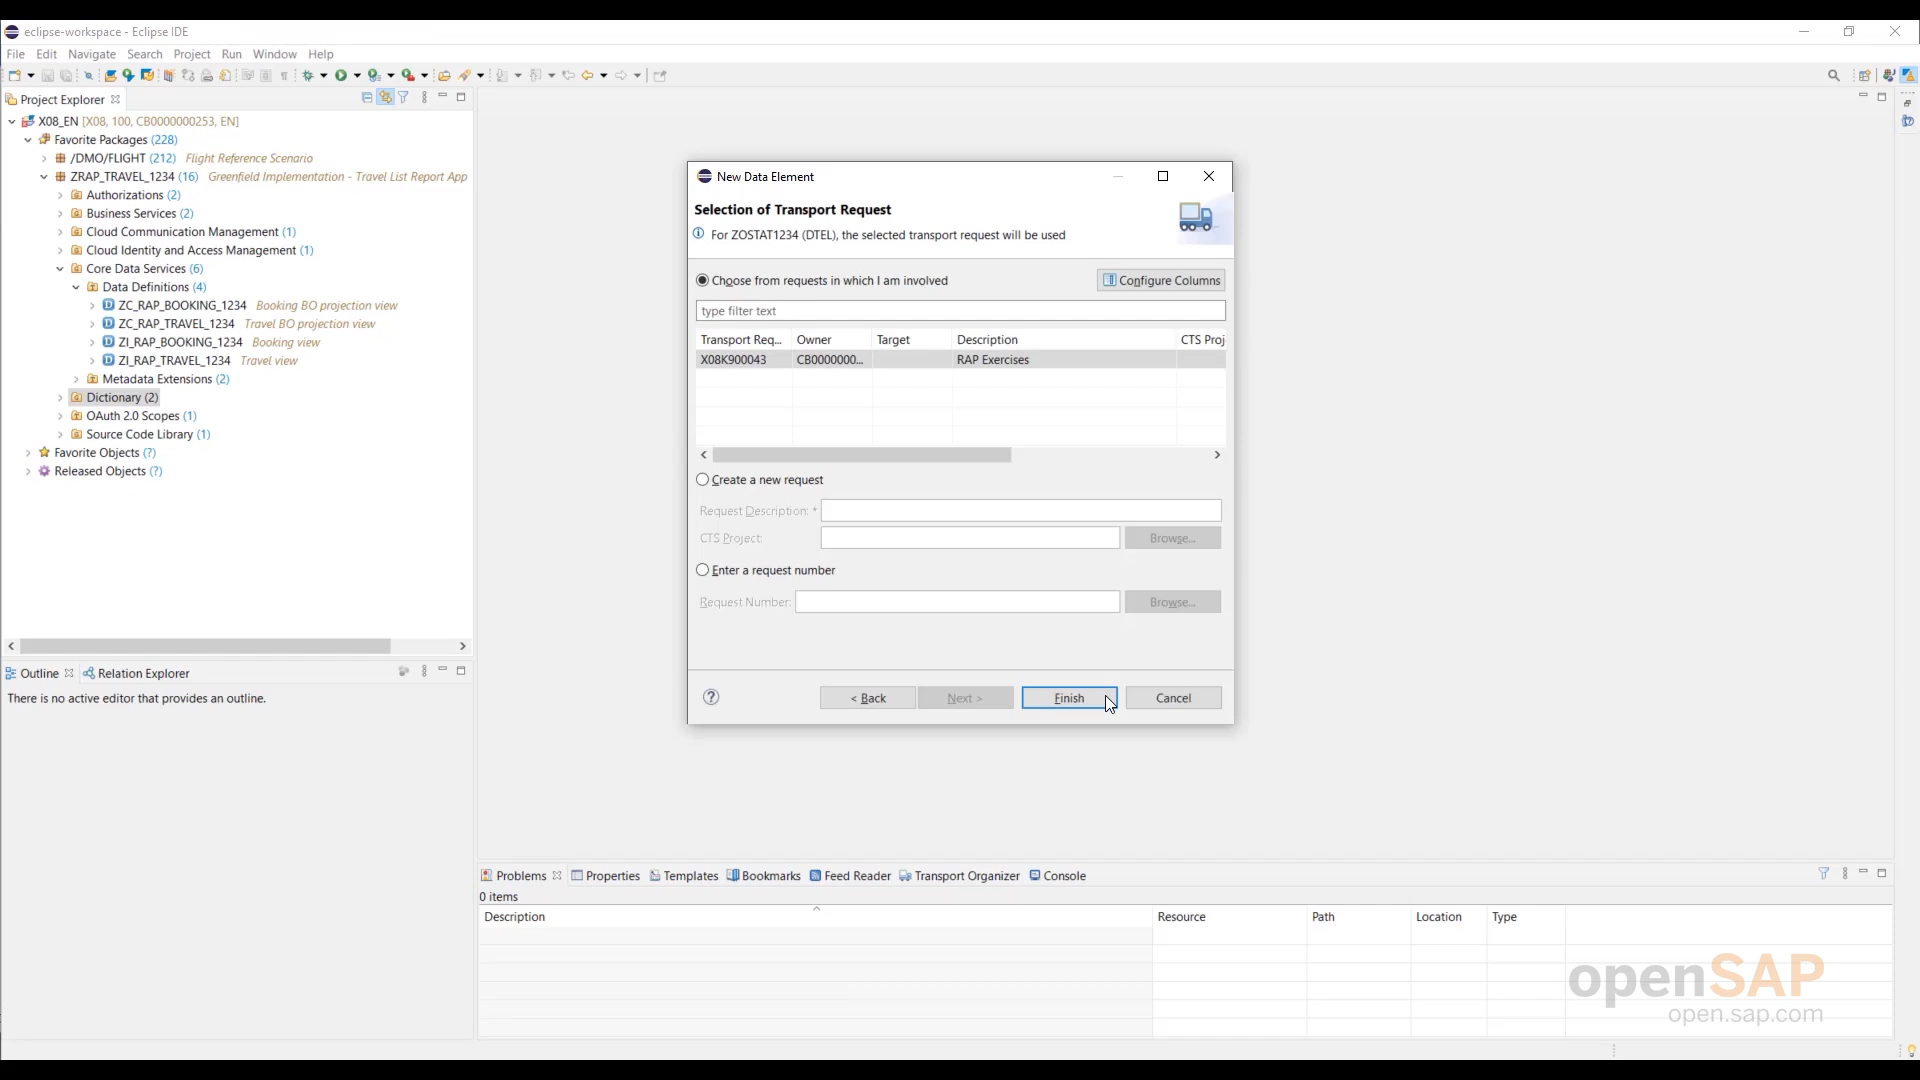 eclipse-workspace - Eclipse IDE
File Edit Navigate Search Project Run Window Help
Project Explorer
X08_EN [X08, 100, CB0000000253, EN]
Favorite Packages (228)
/DMO/FLIGHT (212) Flight Reference Scenario
ZRAP_TRAVEL_1234 (16) Greenfield Implementation - Travel List Report App
Authorizations (2)
Business Services (2)
Cloud Communication Management (1)
Cloud Identity and Access Management (1)
Core Data Services (6)
Data Definitions (4)
ZC_RAP_BOOKING_1234 Booking BO projection view
ZC_RAP_TRAVEL_1234 Travel BO projection view
ZI_RAP_BOOKING_1234 Booking view
ZI_RAP_TRAVEL_1234 Travel view
Metadata Extensions (2)
Dictionary (2)
OAuth 2.0 Scopes (1)
Source Code Library (1)
Favorite Objects (?)
Released Objects (?)
Outline Relation Explorer
There is no active editor that provides an outline.
New Data Element
Selection of Transport Request
For ZOSTAT1234 (DTEL), the selected transport request will be used
Choose from requests in which I am involved
Configure Columns
type filter text
Transport Req... Owner Target Description CTS Proj
X08K900043 CB0000000... RAP Exercises
Create a new request
Request Description: *
CTS Project: Browse...
Enter a request number
Request Number: Browse...
? < Back Next > Finish Cancel
Problems Properties Templates Bookmarks Feed Reader Transport Organizer Console
0 items
Description Resource Path Location Type
openSAP
open.sap.com